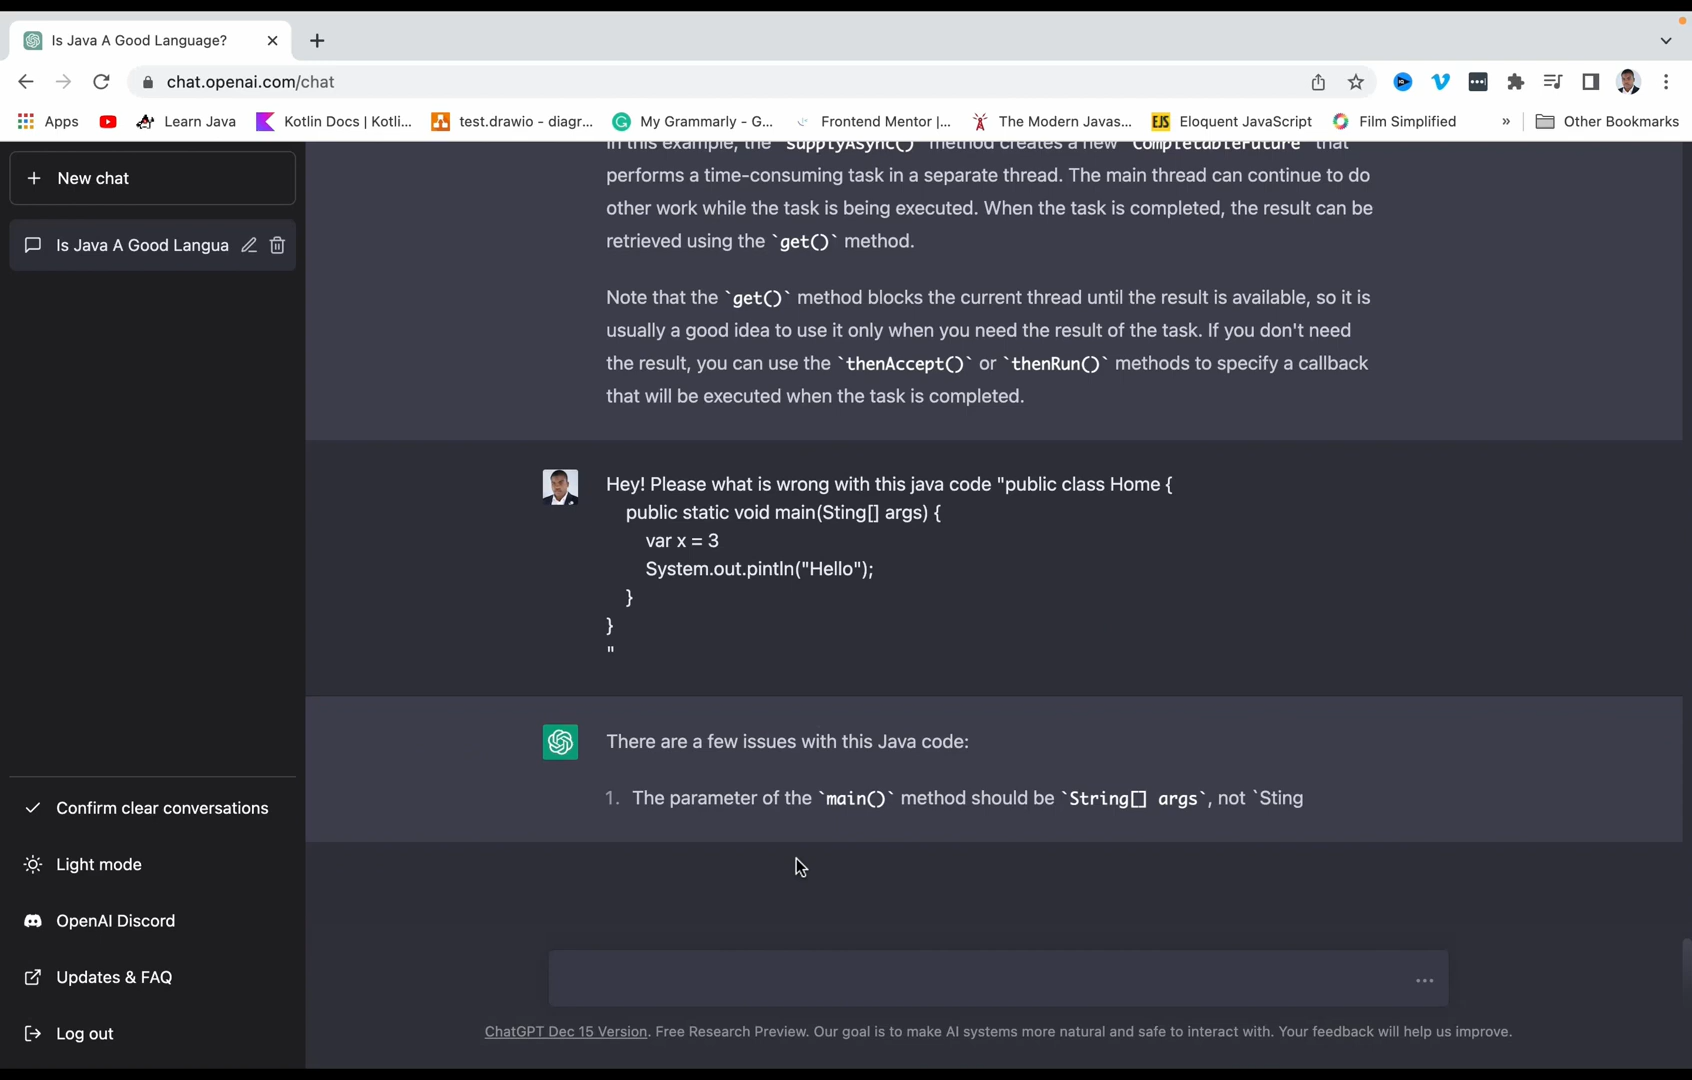 Is Java A Good Language?
chat.openai.com/chat
Apps
Learn Java
Kotlin Docs | Kotli...
test.drawio - diagr...
My Grammarly - G...
Frontend Mentor |...
The Modern Javas...
EJS
Eloquent JavaScript
Film Simplified
»
Other Bookmarks
New chat
Is Java A Good Langua
Confirm clear conversations
Light mode
OpenAI Discord
Updates & FAQ
Log out
In this example, the `supplyAsync()` method creates a new `CompletableFuture` that
performs a time-consuming task in a separate thread. The main thread can continue to do
other work while the task is being executed. When the task is completed, the result can be
retrieved using the `get()` method.
Note that the `get()` method blocks the current thread until the result is available, so it is
usually a good idea to use it only when you need the result of the task. If you don't need
the result, you can use the `thenAccept()` or `thenRun()` methods to specify a callback
that will be executed when the task is completed.
Hey! Please what is wrong with this java code "public class Home {
public static void main(Sting[] args) {
var x = 3
System.out.pintln("Hello");
}
}
"
There are a few issues with this Java code:
1. The parameter of the `main()` method should be `String[] args`, not `Sting
...
ChatGPT Dec 15 Version. Free Research Preview. Our goal is to make AI systems more natural and safe to interact with. Your feedback will help us improve.